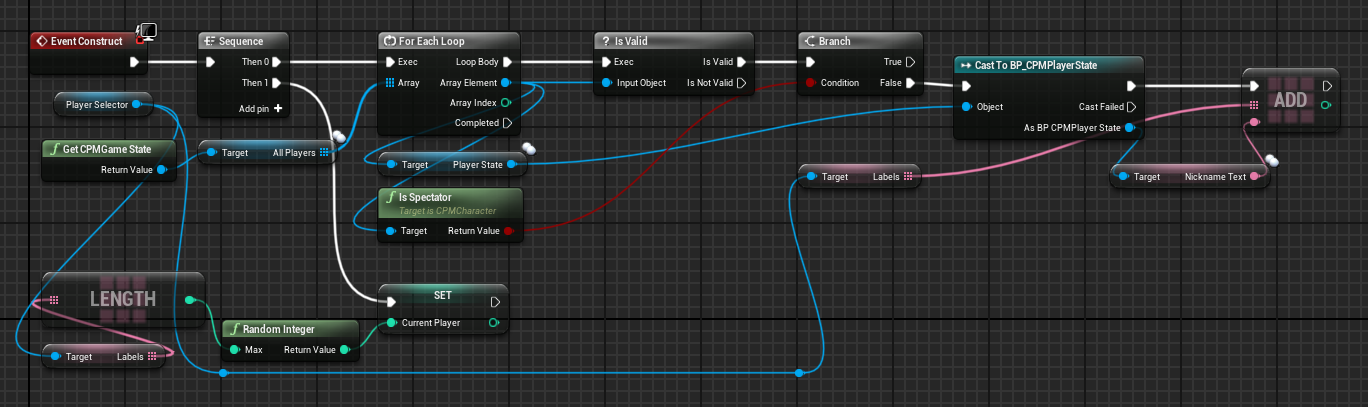 Event Construct
Player Selector
Get CPMGame State
Return Value
Sequence
Then 0
Then 1
Add pin
Target All Players
For Each Loop
Exec Loop Body
Array Array Element
Array Index
Completed
Target Player State
Is Spectator
Target is CPMCharacter
Target Return Value
? Is Valid
Exec Is Valid
Input Object Is Not Valid
Branch
True
Condition False
Cast To BP_CPMPlayerState
Cast Failed
Object
As BP CPMPlayer State
ADD
Target Labels
Target Nickname Text
LENGTH
Target Labels
Random Integer
Max Return Value
SET
Current Player